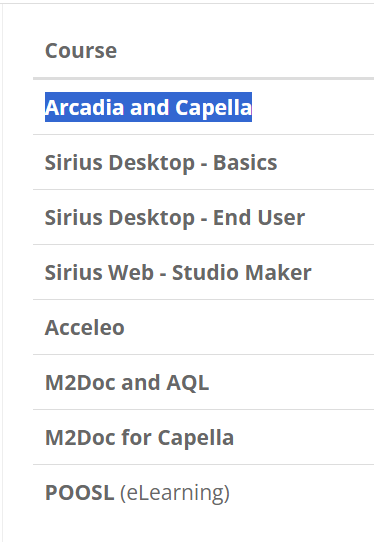 Course
Arcadia and Capella
Sirius Desktop - Basics
Sirius Desktop - End User
Sirius Web - Studio Maker
Acceleo
M2Doc and AQL
M2Doc for Capella
POOSL (eLearning)